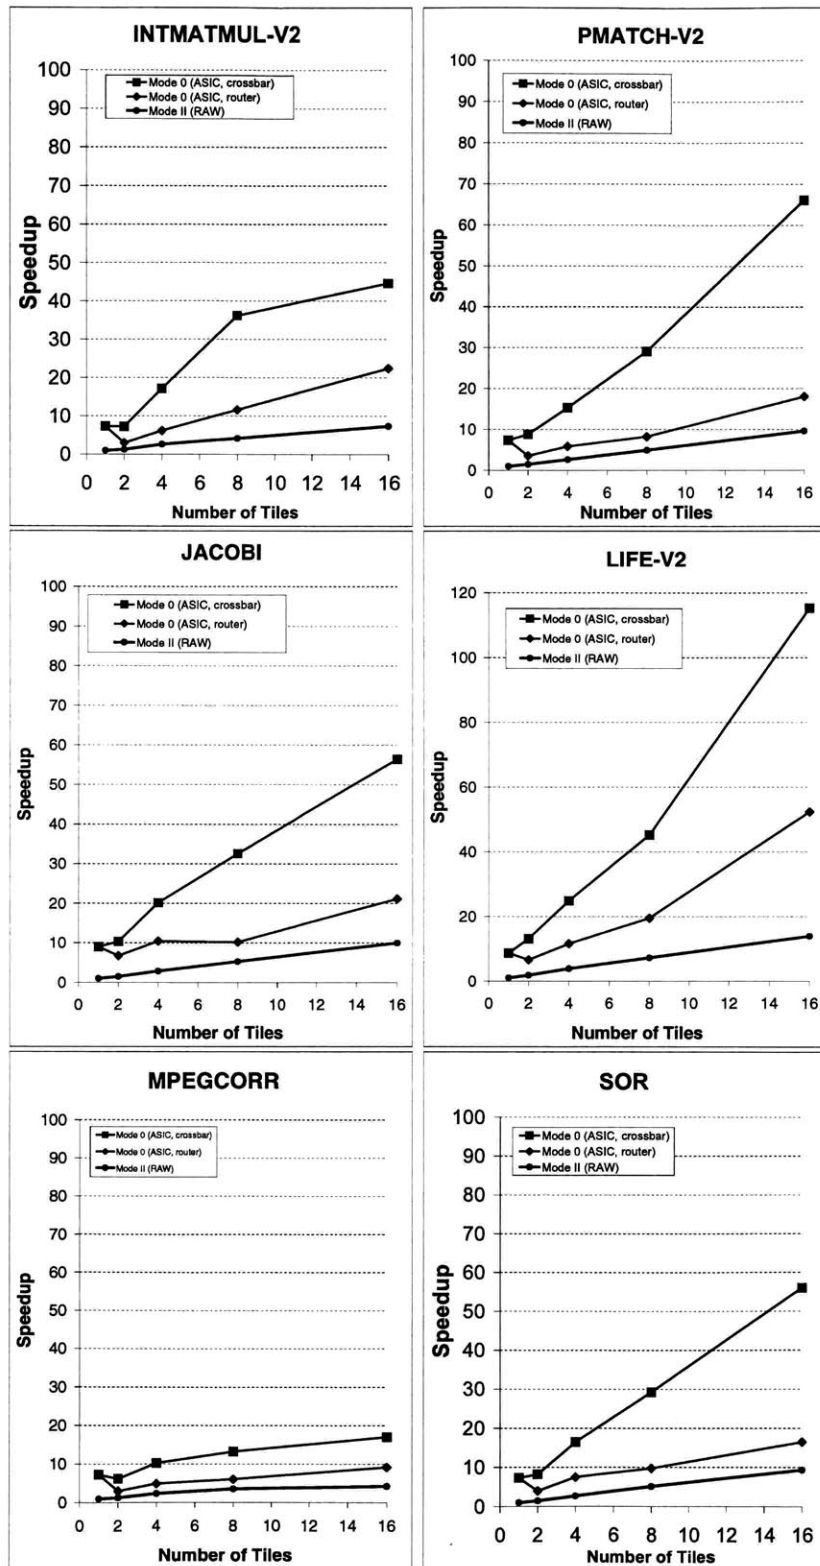 INTMATMUL-V2
100
90
80
70
60
50
40
30
20
10
0
Speedup
Mode 0 (ASIC, crossbar)
Mode 0 (ASIC, router)
Mode II (RAW)
0 2 4 6 8 10 12 14 16
Number of Tiles
PMATCH-V2
100
90
80
70
60
50
40
30
20
10
0
Speedup
Mode 0 (ASIC, crossbar)
Mode 0 (ASIC, router)
Mode II (RAW)
0 2 4 6 8 10 12 14 16
Number of Tiles
JACOBI
100
90
80
70
60
50
40
30
20
10
0
Speedup
Mode 0 (ASIC, crossbar)
Mode 0 (ASIC, router)
Mode II (RAW)
0 2 4 6 8 10 12 14 16
Number of Tiles
LIFE-V2
120
100
80
60
40
20
0
Speedup
Mode 0 (ASIC, crossbar)
Mode 0 (ASIC, router)
Mode II (RAW)
0 2 4 6 8 10 12 14 16
Number of Tiles
MPEGCORR
100
90
80
70
60
50
40
30
20
10
0
Speedup
Mode 0 (ASIC, crossbar)
Mode 0 (ASIC, router)
Mode II (RAW)
0 2 4 6 8 10 12 14 16
Number of Tiles
SOR
100
90
80
70
60
50
40
30
20
10
0
Speedup
Mode 0 (ASIC, crossbar)
Mode 0 (ASIC, router)
Mode II (RAW)
0 2 4 6 8 10 12 14 16
Number of Tiles